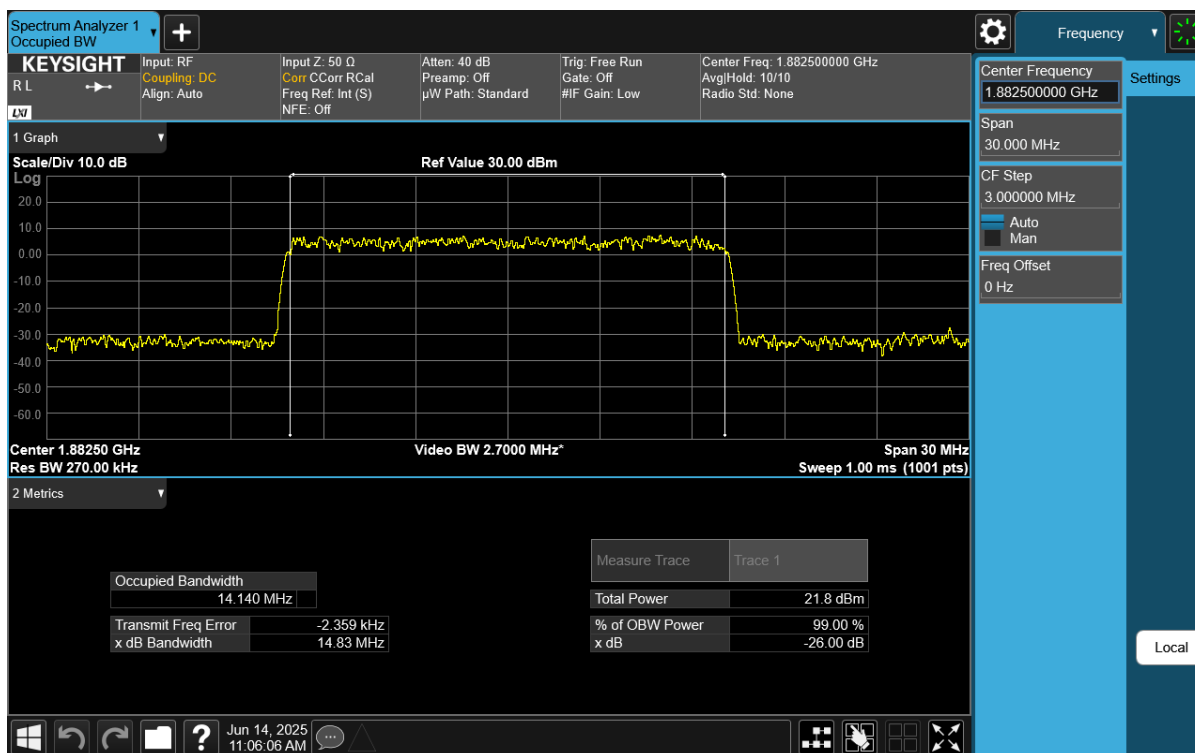 Spectrum Analyzer 1
Occupied BW
Frequency
KEYSIGHT
R L
LXI
Input: RF
Coupling: DC
Align: Auto
Input Z: 50 Ω
Corr CCorr RCal
Freq Ref: Int (S)
NFE: Off
Atten: 40 dB
Preamp: Off
µW Path: Standard
Trig: Free Run
Gate: Off
#IF Gain: Low
Center Freq: 1.882500000 GHz
Avg|Hold: 10/10
Radio Std: None
Center Frequency
1.882500000 GHz
Settings
Span
30.000 MHz
CF Step
3.000000 MHz
Auto
Man
Freq Offset
0 Hz
1 Graph
Scale/Div 10.0 dB
Ref Value 30.00 dBm
Log
20.0
10.0
0.00
-10.0
-20.0
-30.0
-40.0
-50.0
-60.0
Center 1.88250 GHz
Video BW 2.7000 MHz*
Span 30 MHz
Res BW 270.00 kHz
Sweep 1.00 ms (1001 pts)
2 Metrics
Measure Trace
Trace 1
Occupied Bandwidth
14.140 MHz
Total Power
21.8 dBm
Transmit Freq Error
-2.359 kHz
% of OBW Power
99.00 %
x dB Bandwidth
14.83 MHz
x dB
-26.00 dB
Local
?
Jun 14, 2025
11:06:06 AM